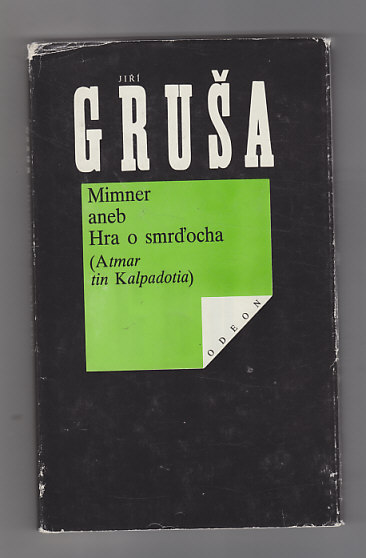 JIŘÍ
GRUŠA
Mimner
aneb
Hra o smrďocha
(Atmar
tin Kalpadotia)
ODEON